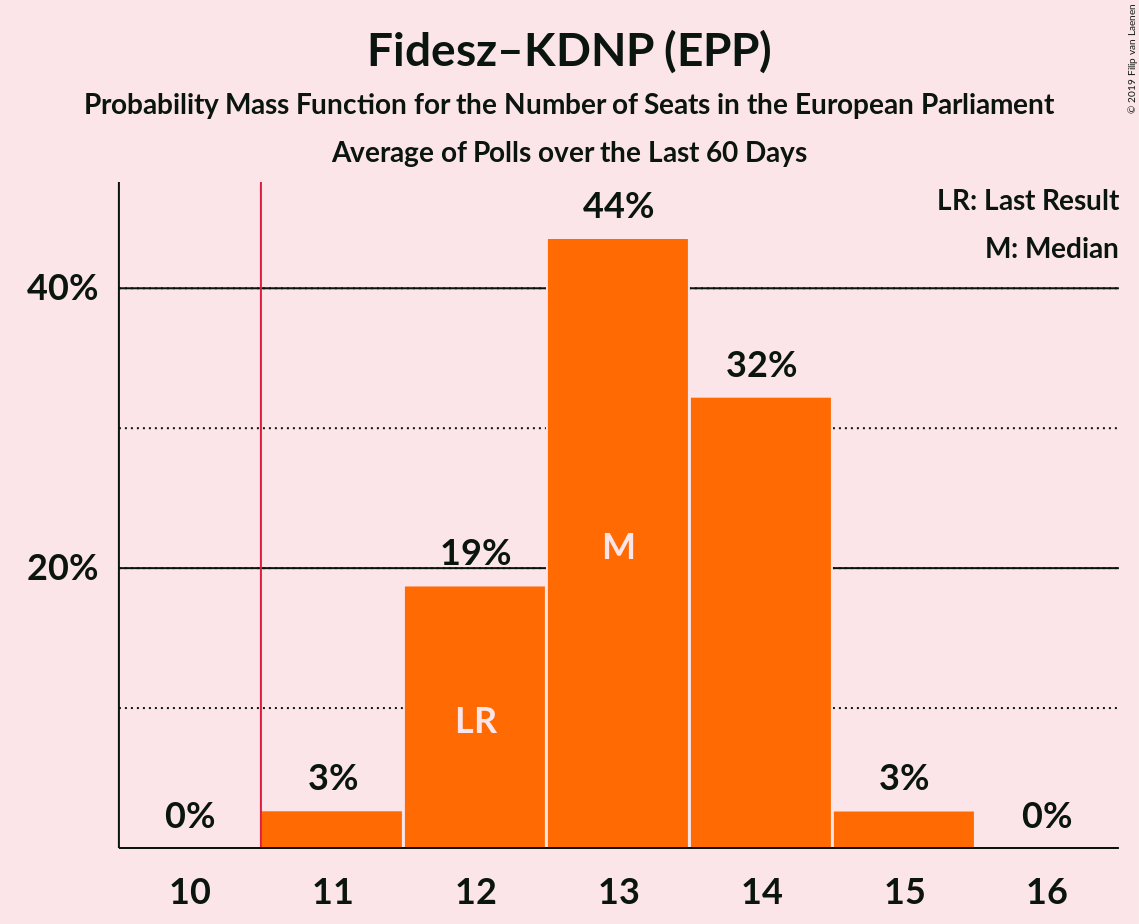 Fidesz–KDNP (EPP)
Probability Mass Function for the Number of Seats in the European Parliament
Average of Polls over the Last 60 Days
© 2019 Filip van Laenen
LR: Last Result
M: Median
44%
40%
32%
20%
19%
M
LR
3%
3%
0%
0%
10 11 12 13 14 15 16